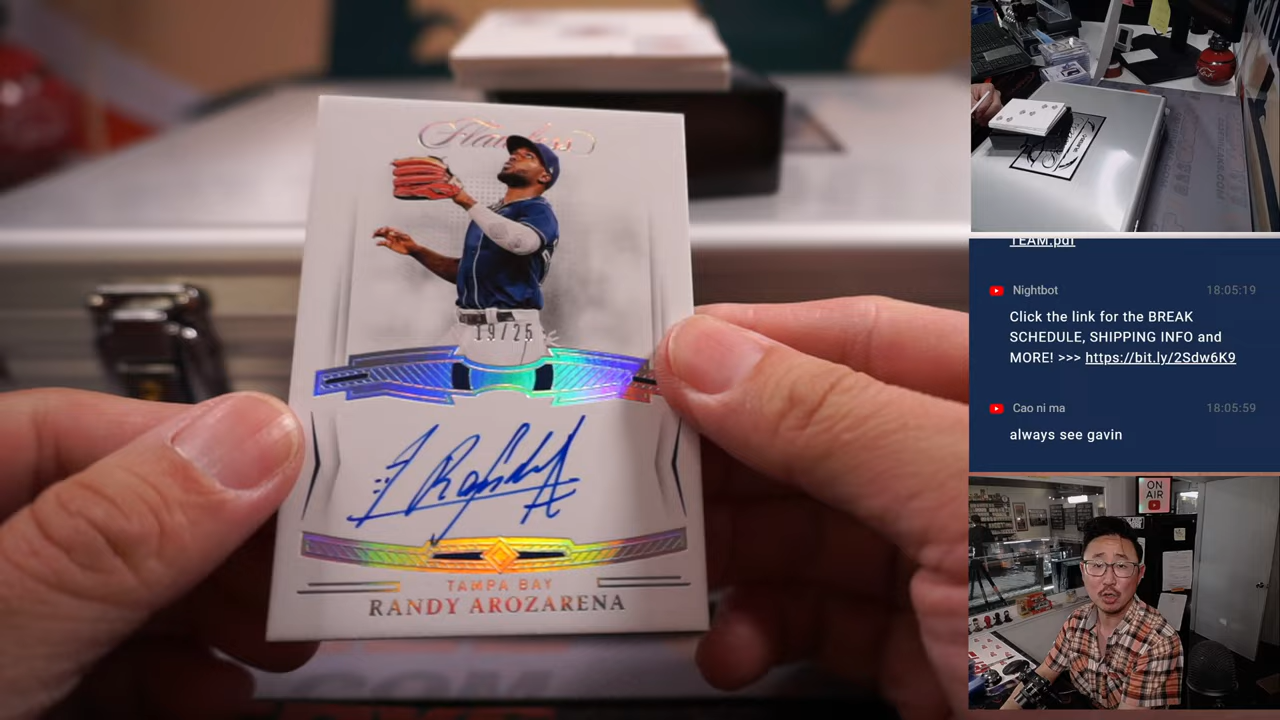 Flawless
19/25
TAMPA BAY
RANDY AROZARENA
TEAM.pdf
Nightbot 18:05:19
Click the link for the BREAK
SCHEDULE, SHIPPING INFO and
MORE! >>> https://bit.ly/2Sdw6K9
Cao ni ma 18:05:59
always see gavin
ON
AIR